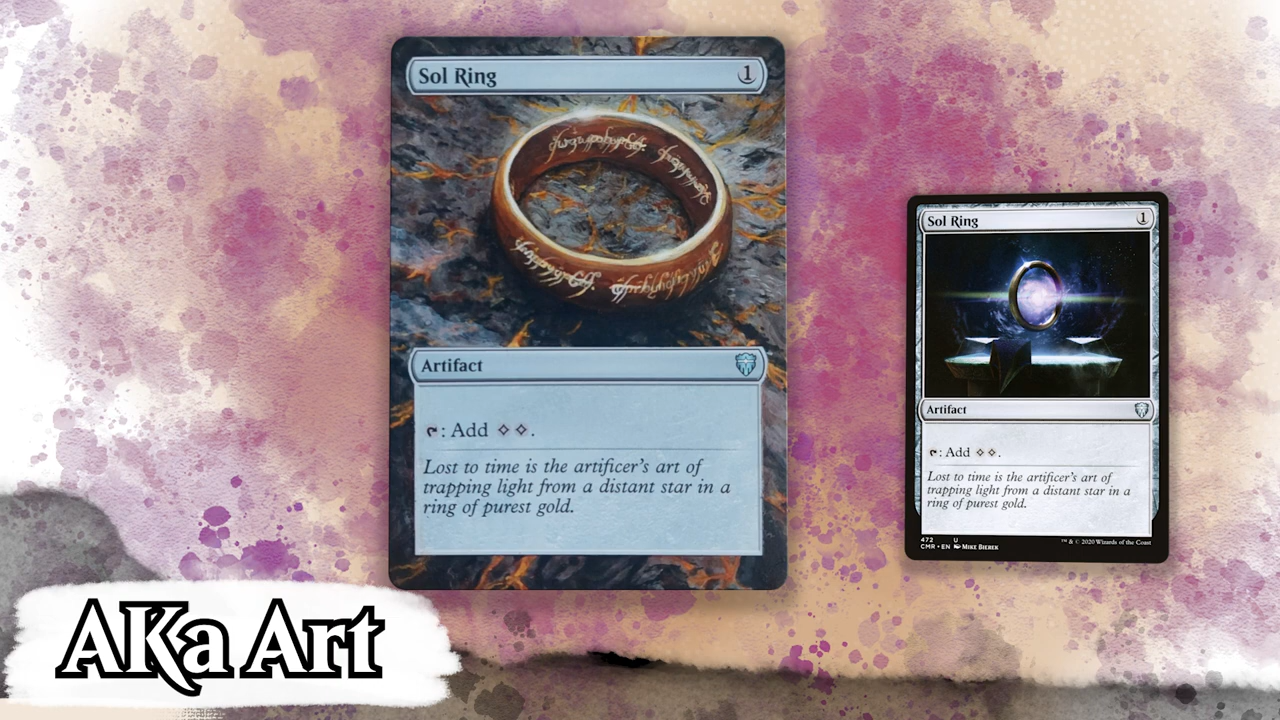 Sol Ring 1
Artifact
: Add .
Lost to time is the artificer's art of
trapping light from a distant star in a
ring of purest gold.
Sol Ring 1
Artifact
: Add .
Lost to time is the artificer's art of
trapping light from a distant star in a
ring of purest gold.
472 U
CMR • EN Mike Bierek
™ & © 2020 Wizards of the Coast
AKa Art